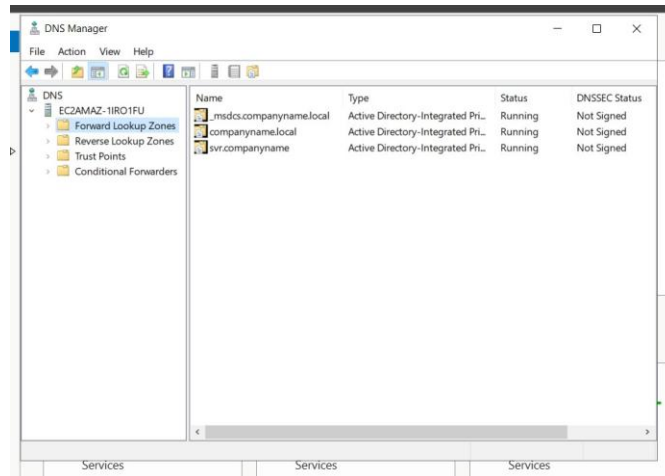 DNS Manager
File Action View Help
DNS
EC2AMAZ-1RO1FU
Forward Lookup Zones
Reverse Lookup Zones
Trust Points
Conditional Forwarders
Name Type Status DNSSEC Status
_msdcs.companyname.local Active Directory-Integrated Pri... Running Not Signed
companyname.local Active Directory-Integrated Pri... Running Not Signed
svr.companyname Active Directory-Integrated Pri... Running Not Signed
Services Services Services